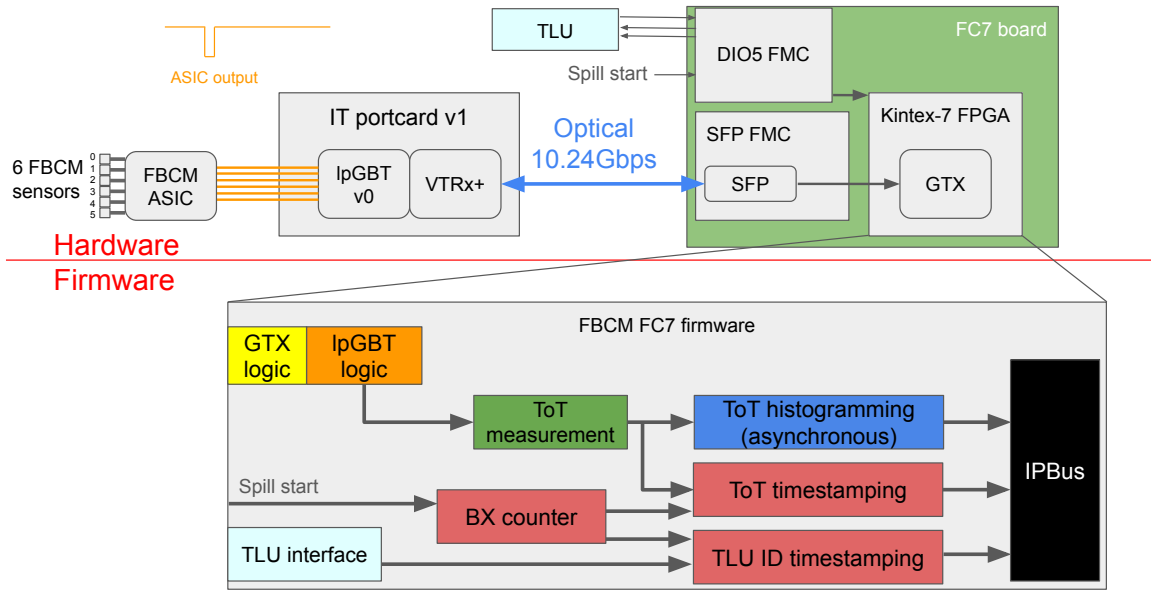 TLU
FC7 board
DIO5 FMC
Spill start
ASIC output
IT portcard v1
Optical
10.24Gbps
SFP FMC
Kintex-7 FPGA
6 FBCM
sensors
0
1
2
3
4
5
FBCM
ASIC
lpGBT
v0
VTRx+
SFP
GTX
Hardware
Firmware
FBCM FC7 firmware
GTX
logic
lpGBT
logic
ToT
measurement
ToT histogramming
(asynchronous)
IPBus
Spill start
BX counter
ToT timestamping
TLU interface
TLU ID timestamping